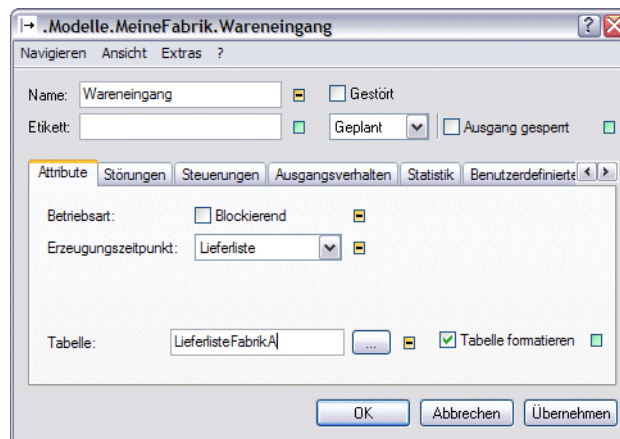 .Modelle.MeineFabrik.Wareneingang
Navigieren Ansicht Extras ?
Name: Wareneingang Gestört
Etikett: Geplant Ausgang gesperrt
Attribute Störungen Steuerungen Ausgangsverhalten Statistik Benutzerdefinierte
Betriebsart: Blockierend
Erzeugungszeitpunkt: Lieferliste
Tabelle: LieferlisteFabrikA ... Tabelle formatieren
OK Abbrechen Übernehmen